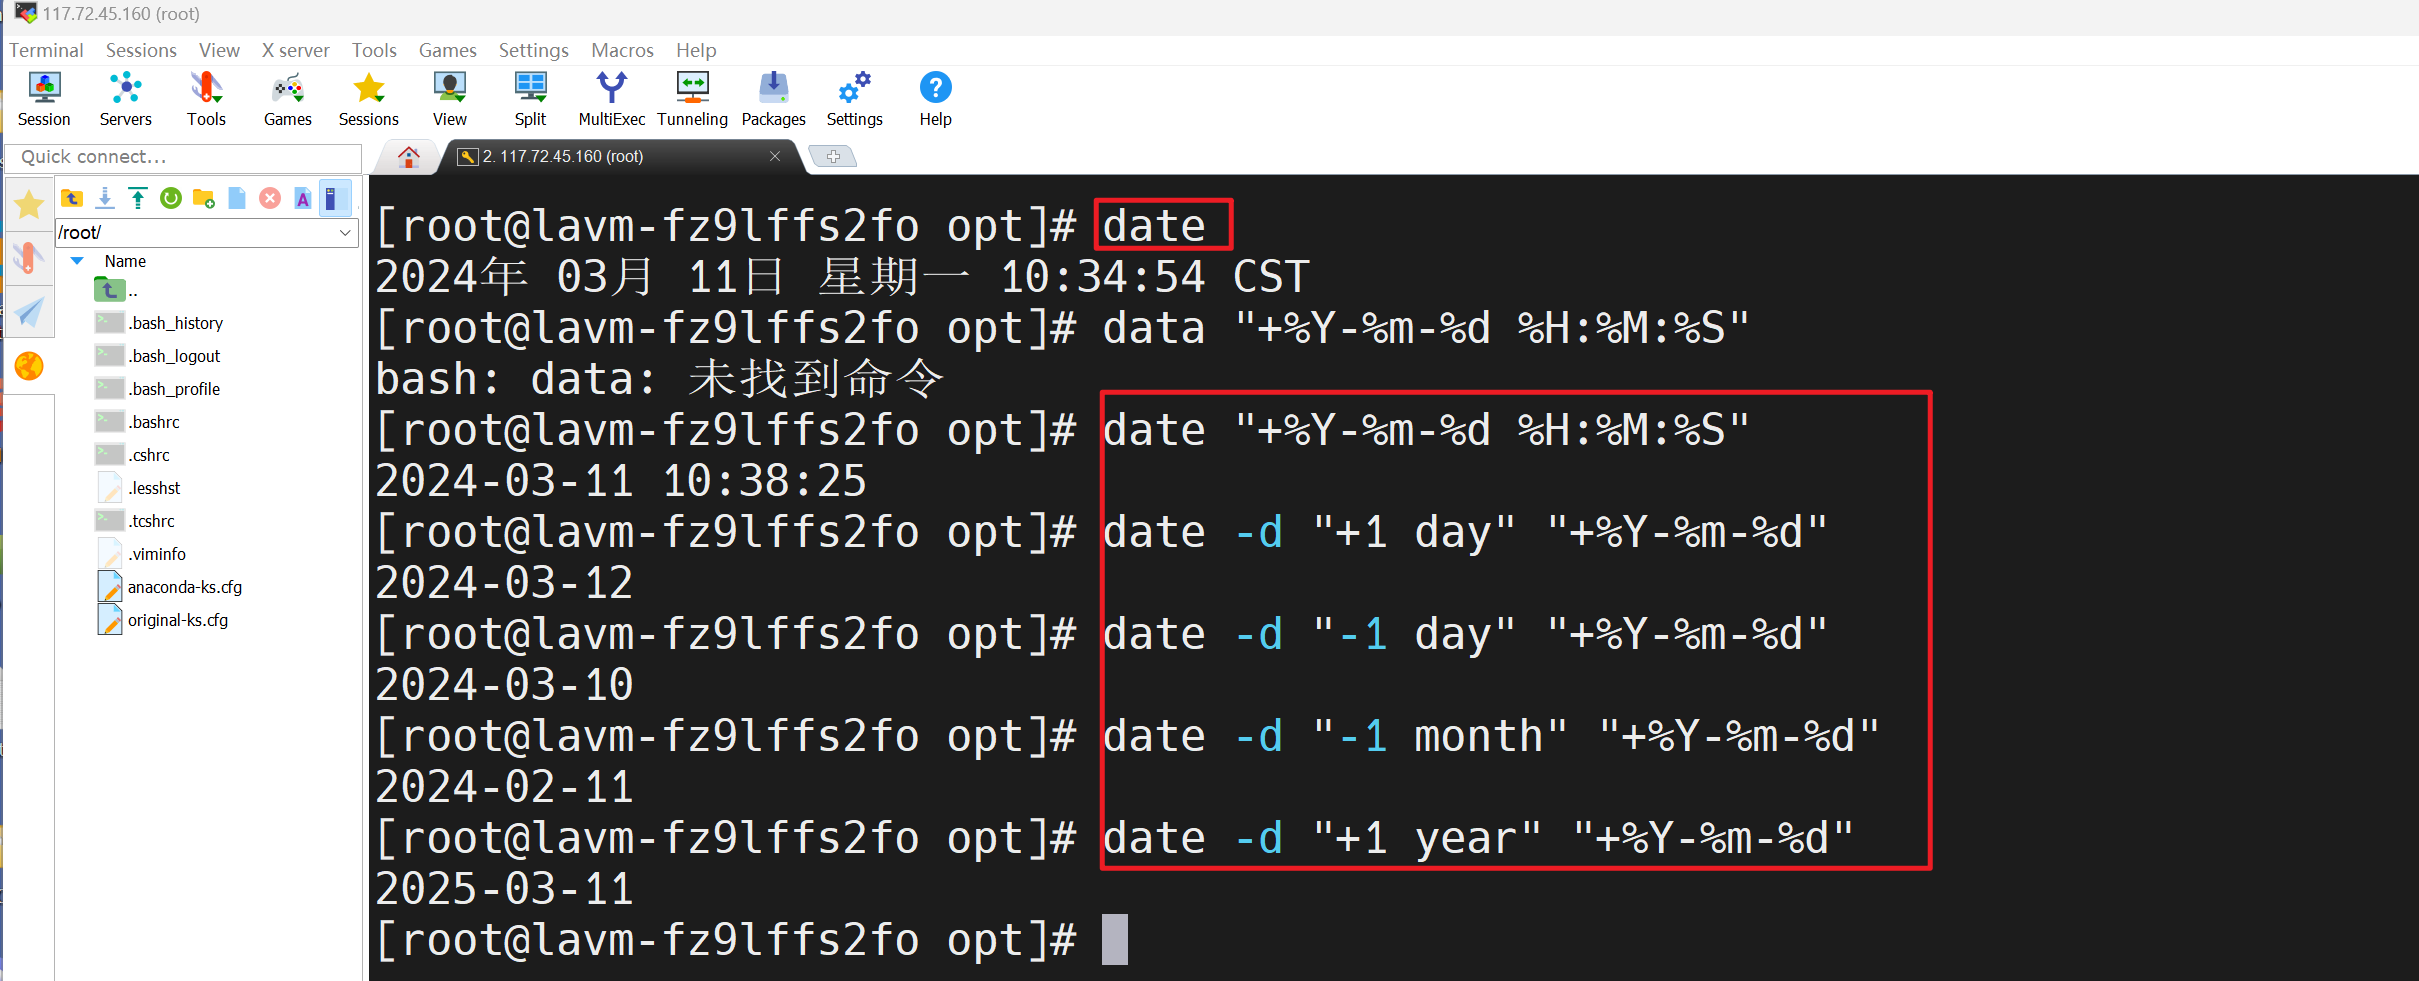 117.72.45.160 (root)
Terminal Sessions View X server Tools Games Settings Macros Help
Session Servers Tools Games Sessions View Split MultiExec Tunneling Packages Settings Help
Quick connect...
2. 117.72.45.160 (root)
/root/
Name
..
.bash_history
.bash_logout
.bash_profile
.bashrc
.cshrc
.lesshst
.tcshrc
.viminfo
anaconda-ks.cfg
original-ks.cfg
[root@lavm-fz9lffs2fo opt]# date
2024年 03月 11日 星期一 10:34:54 CST
[root@lavm-fz9lffs2fo opt]# data "+%Y-%m-%d %H:%M:%S"
bash: data: 未找到命令
[root@lavm-fz9lffs2fo opt]# date "+%Y-%m-%d %H:%M:%S"
2024-03-11 10:38:25
[root@lavm-fz9lffs2fo opt]# date -d "+1 day" "+%Y-%m-%d"
2024-03-12
[root@lavm-fz9lffs2fo opt]# date -d "-1 day" "+%Y-%m-%d"
2024-03-10
[root@lavm-fz9lffs2fo opt]# date -d "-1 month" "+%Y-%m-%d"
2024-02-11
[root@lavm-fz9lffs2fo opt]# date -d "+1 year" "+%Y-%m-%d"
2025-03-11
[root@lavm-fz9lffs2fo opt]#